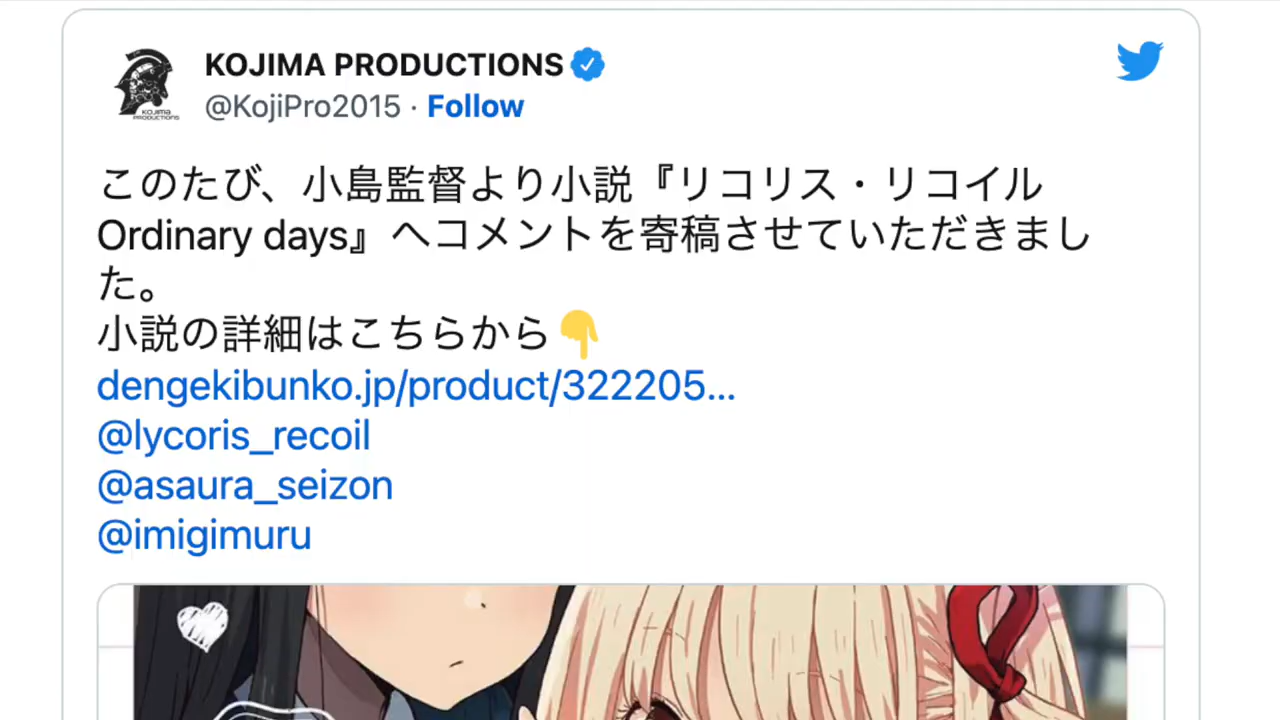 KOJIMA PRODUCTIONS
@KojiPro2015 · Follow
KOJIMA
PRODUCTIONS
このたび、小島監督より小説『リコリス・リコイル
Ordinary days』へコメントを寄稿させていただきまし
た。
小説の詳細はこちらから👇
dengekibunko.jp/product/322205...
@lycoris_recoil
@asaura_seizon
@imigimuru